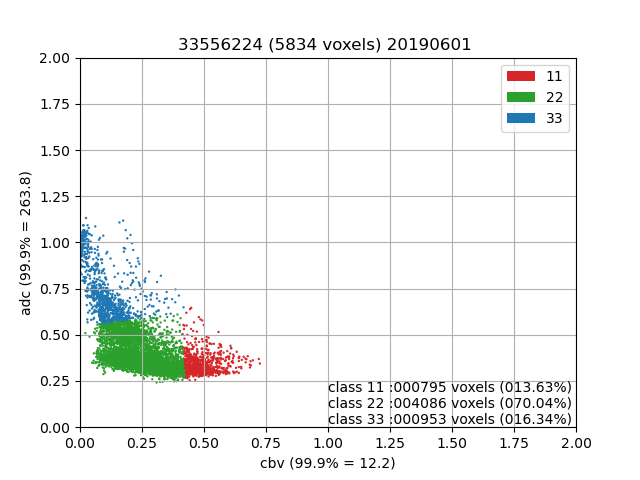 33556224 (5834 voxels) 20190601
2.00
1.75
1.50
1.25
1.00
0.75
0.50
0.25
0.00
adc (99.9% = 263.8)
11
22
33
class 11 :000795 voxels (013.63%)
class 22 :004086 voxels (070.04%)
class 33 :000953 voxels (016.34%)
0.00 0.25 0.50 0.75 1.00 1.25 1.50 1.75 2.00
cbv (99.9% = 12.2)